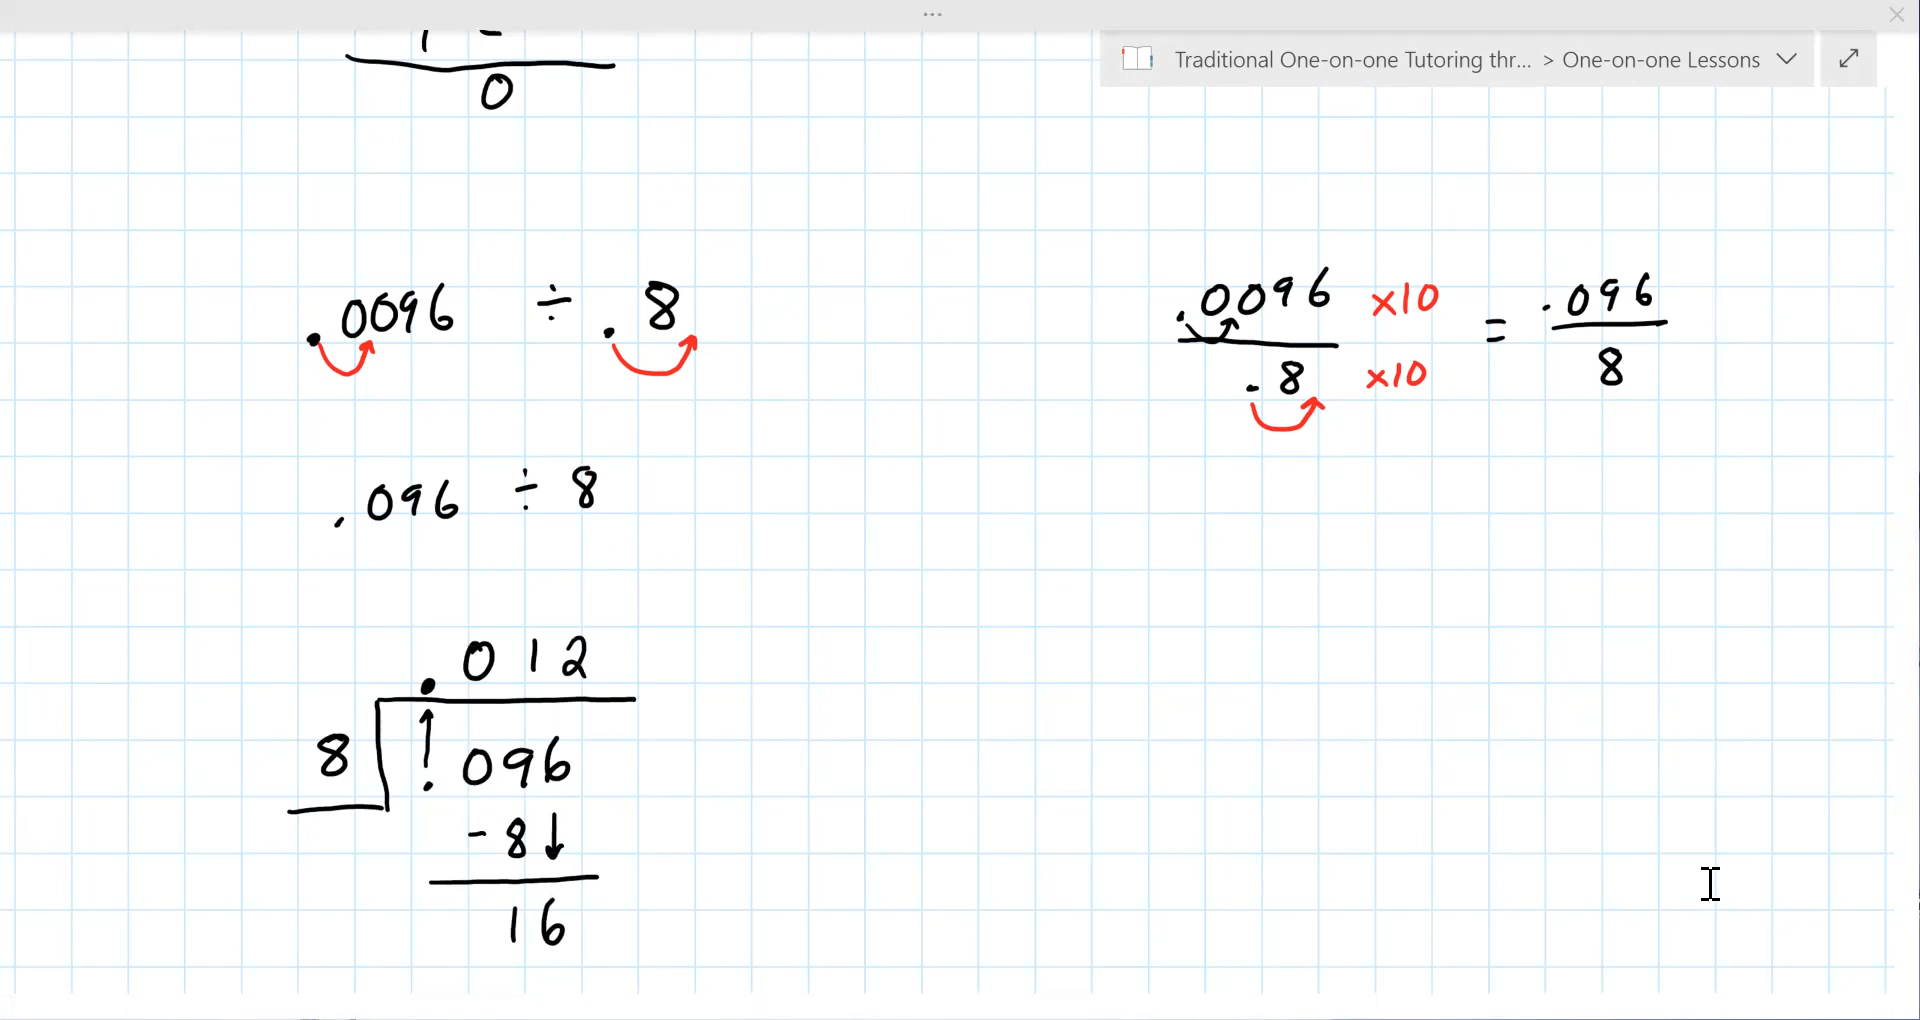 ...
Traditional One-on-one Tutoring thr... > One-on-one Lessons
0
.0096 ÷ .8
.0096 ×10 = .096
.8 ×10 8
.096 ÷ 8
.012
8 .096
-8↓
16